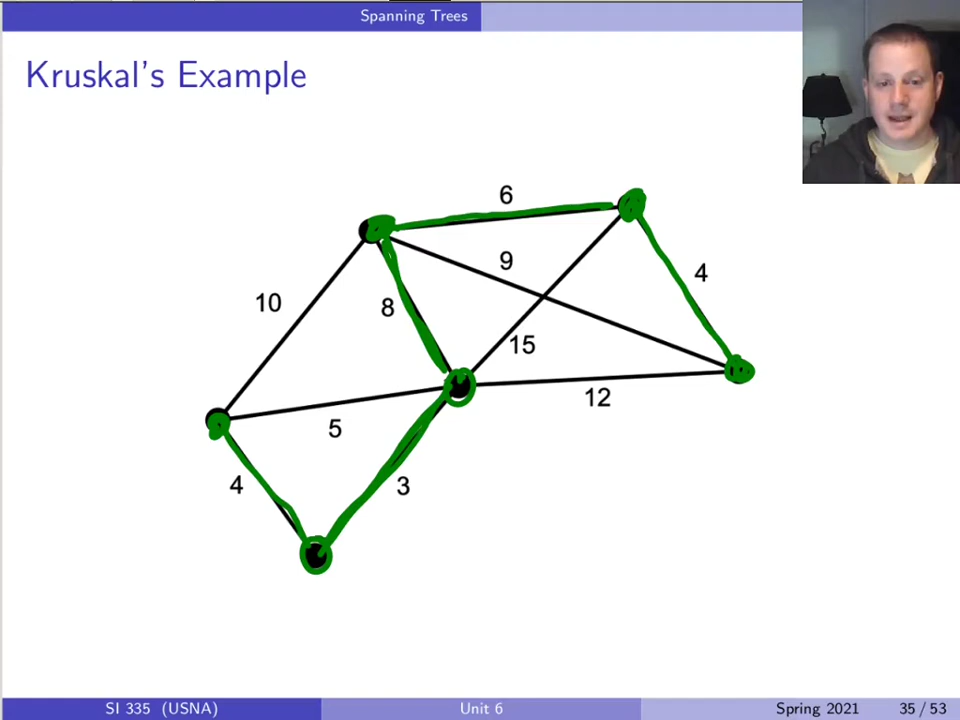 Spanning Trees
Kruskal's Example
6
9
4
10
8
15
12
5
4
3
SI 335 (USNA)
Unit 6
Spring 2021
35 / 53